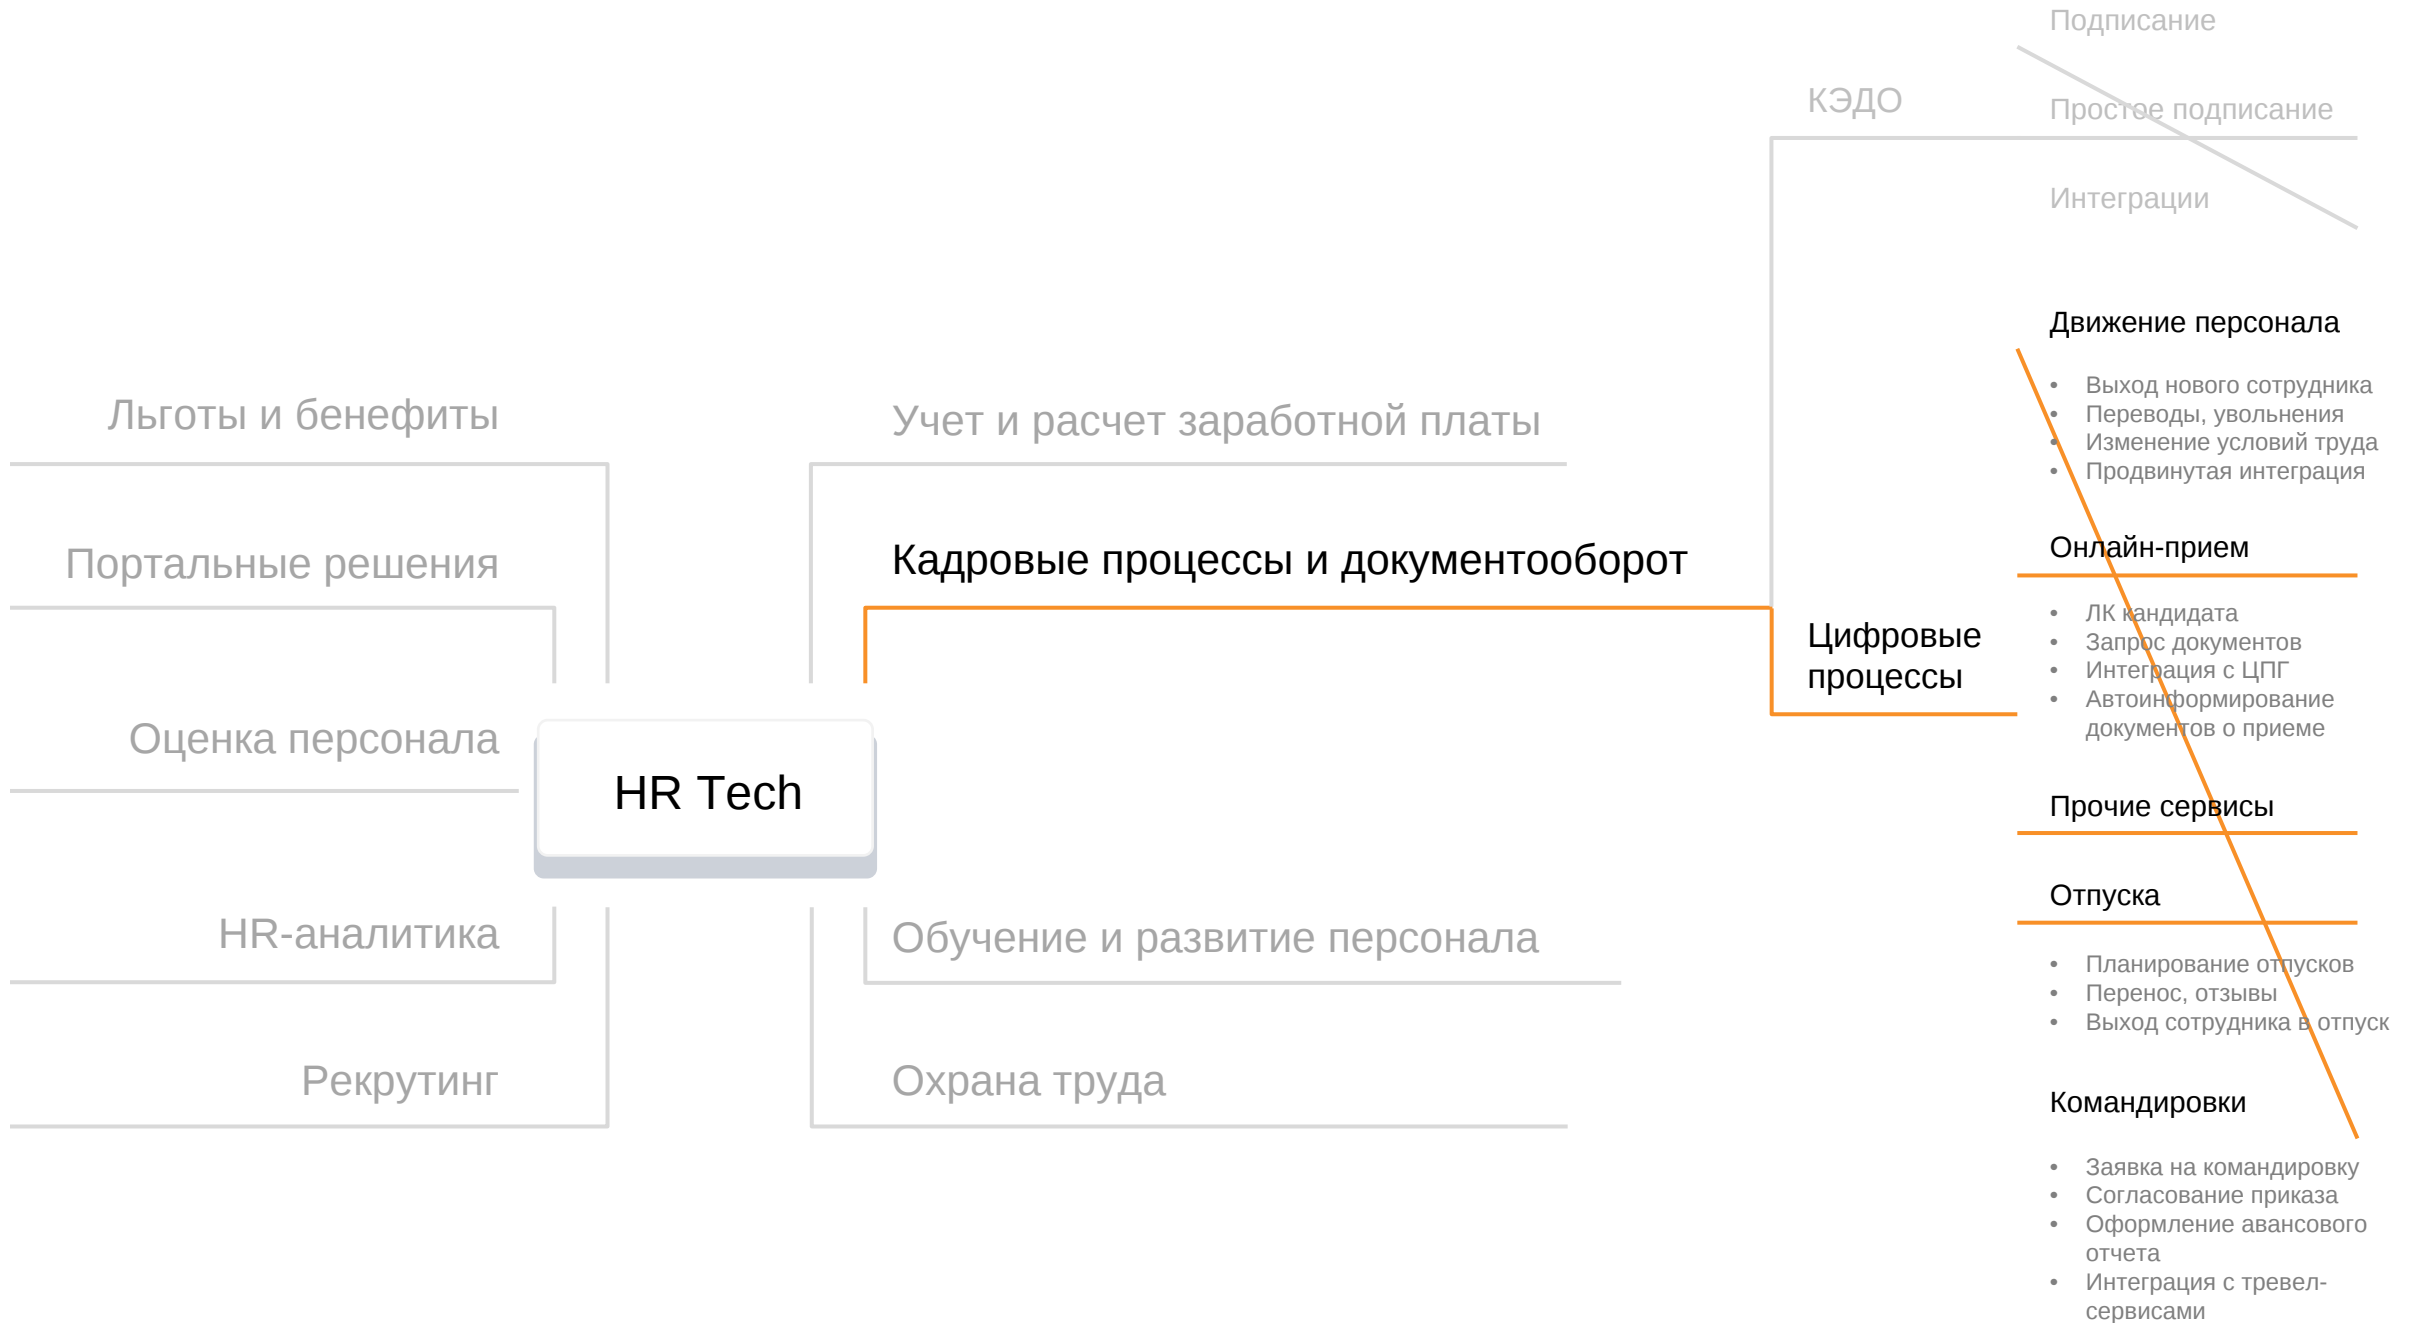 Подписание
КЭДО
Простое подписание
Интеграции
Движение персонала
• Выход нового сотрудника
• Переводы, увольнения
• Изменение условий труда
• Продвинутая интеграция
Льготы и бенефиты
Учет и расчет заработной платы
Портальные решения
Кадровые процессы и документооборот
Онлайн-прием
• ЛК кандидата
• Запрос документов
• Интеграция с ЦПГ
• Автоинформирование
документов о приеме
Цифровые
процессы
Оценка персонала
HR Tech
Прочие сервисы
Отпуска
• Планирование отпусков
• Перенос, отзывы
• Выход сотрудника в отпуск
HR-аналитика
Обучение и развитие персонала
Рекрутинг
Охрана труда
Командировки
• Заявка на командировку
• Согласование приказа
• Оформление авансового
отчета
• Интеграция с тревел-
сервисами